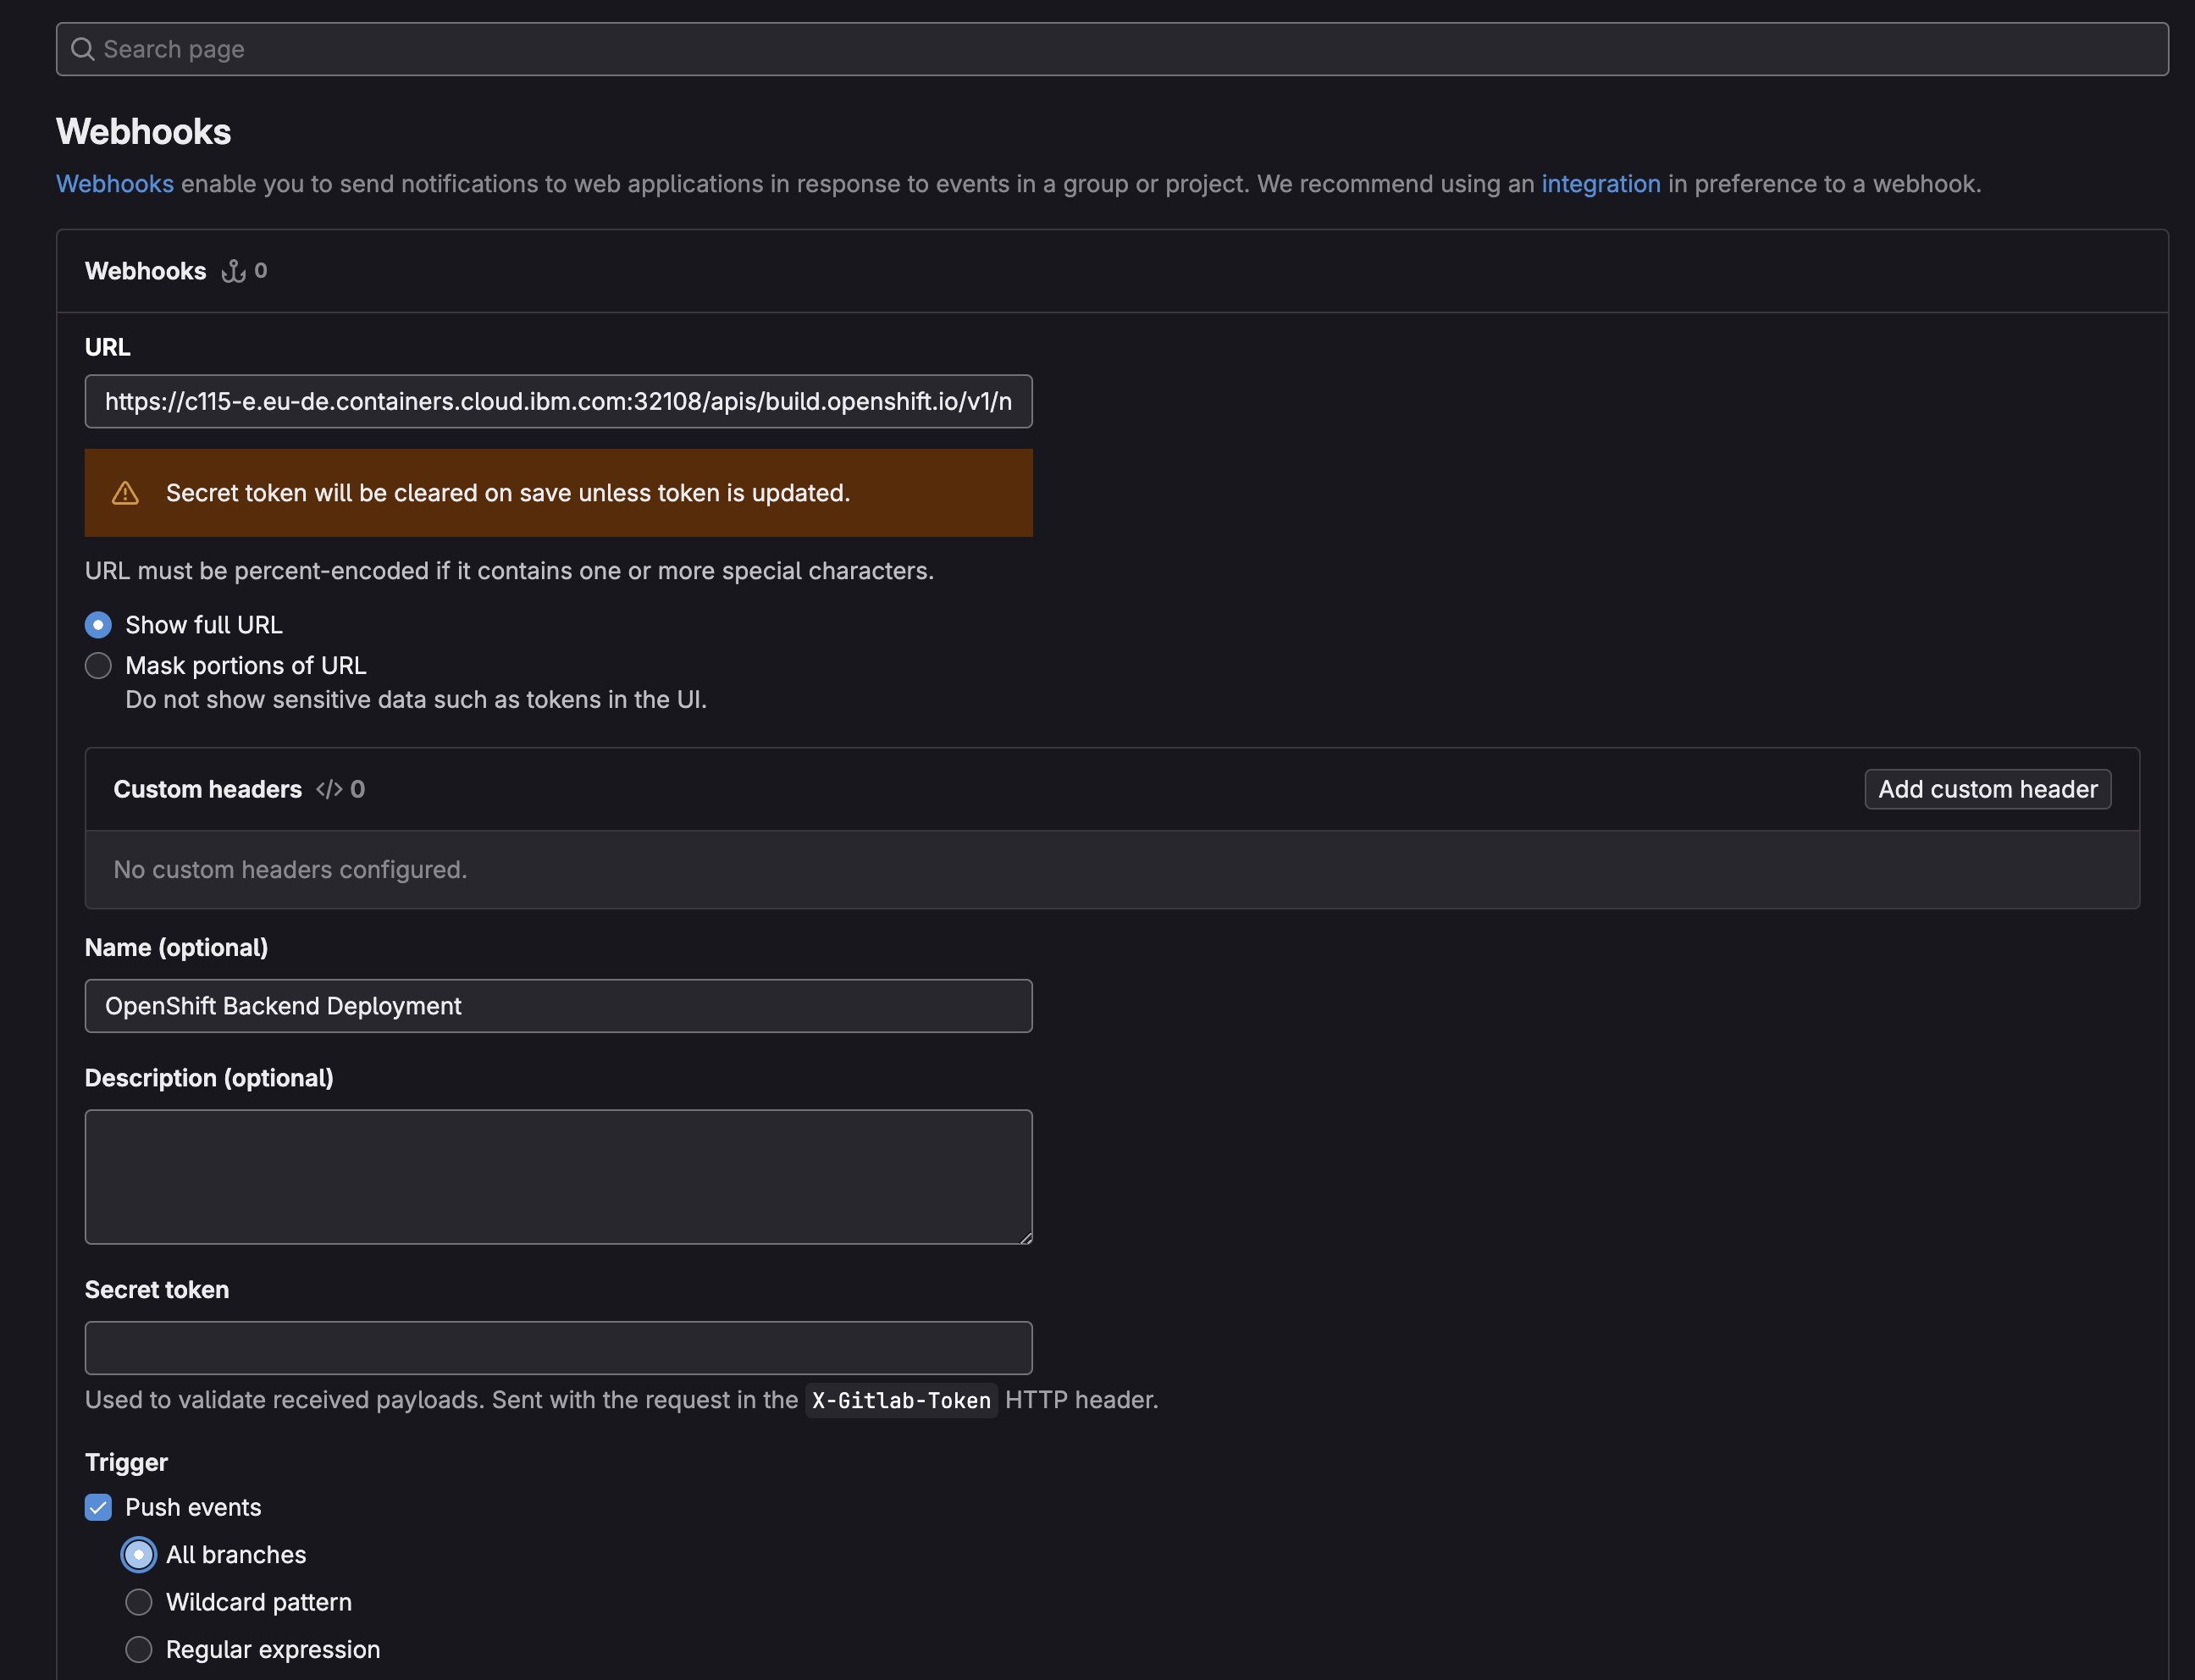 Search page
Webhooks
Webhooks enable you to send notifications to web applications in response to events in a group or project. We recommend using an integration in preference to a webhook.
Webhooks 0
URL
https://c115-e.eu-de.containers.cloud.ibm.com:32108/apis/build.openshift.io/v1/n
Secret token will be cleared on save unless token is updated.
URL must be percent-encoded if it contains one or more special characters.
Show full URL
Mask portions of URL
Do not show sensitive data such as tokens in the UI.
Custom headers </> 0
Add custom header
No custom headers configured.
Name (optional)
OpenShift Backend Deployment
Description (optional)
Secret token
Used to validate received payloads. Sent with the request in the X-Gitlab-Token HTTP header.
Trigger
Push events
All branches
Wildcard pattern
Regular expression